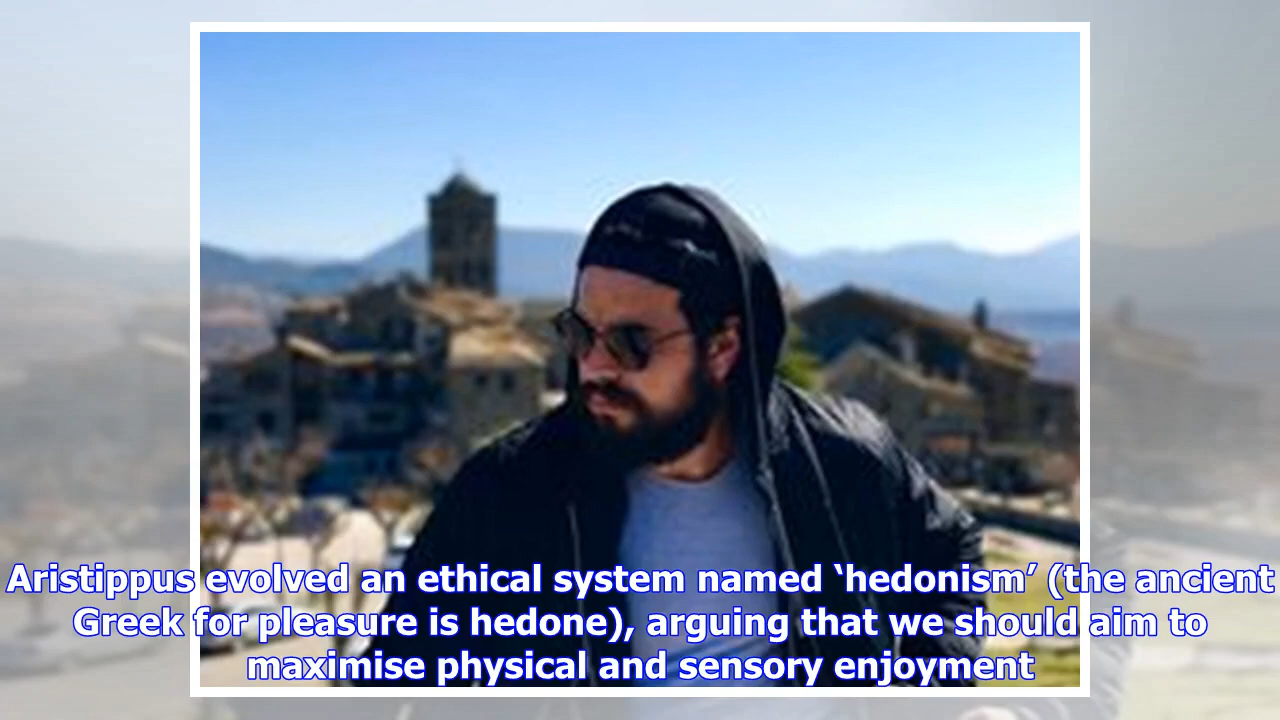 Aristippus evolved an ethical system named ‘hedonism’ (the ancient
Greek for pleasure is hedone), arguing that we should aim to
maximise physical and sensory enjoyment